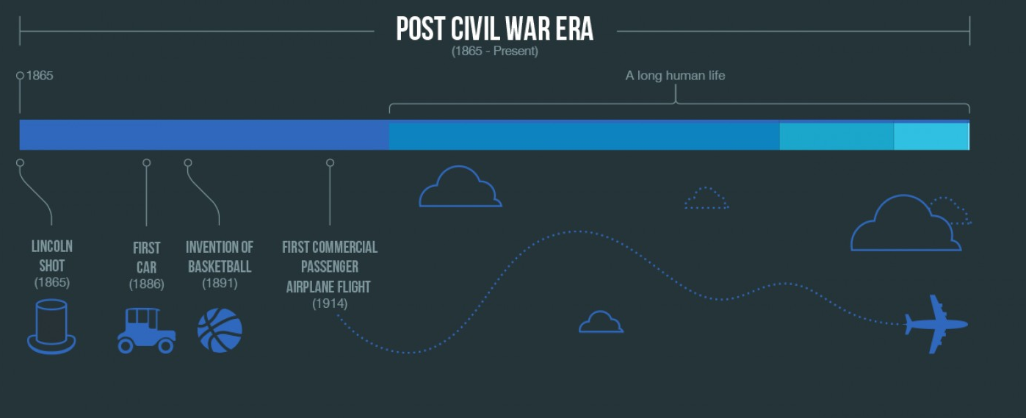 POST CIVIL WAR ERA
(1865 - Present)
1865
A long human life
LINCOLN
SHOT
(1865)
FIRST
CAR
(1886)
INVENTION OF
BASKETBALL
(1891)
FIRST COMMERCIAL
PASSENGER
AIRPLANE FLIGHT
(1914)